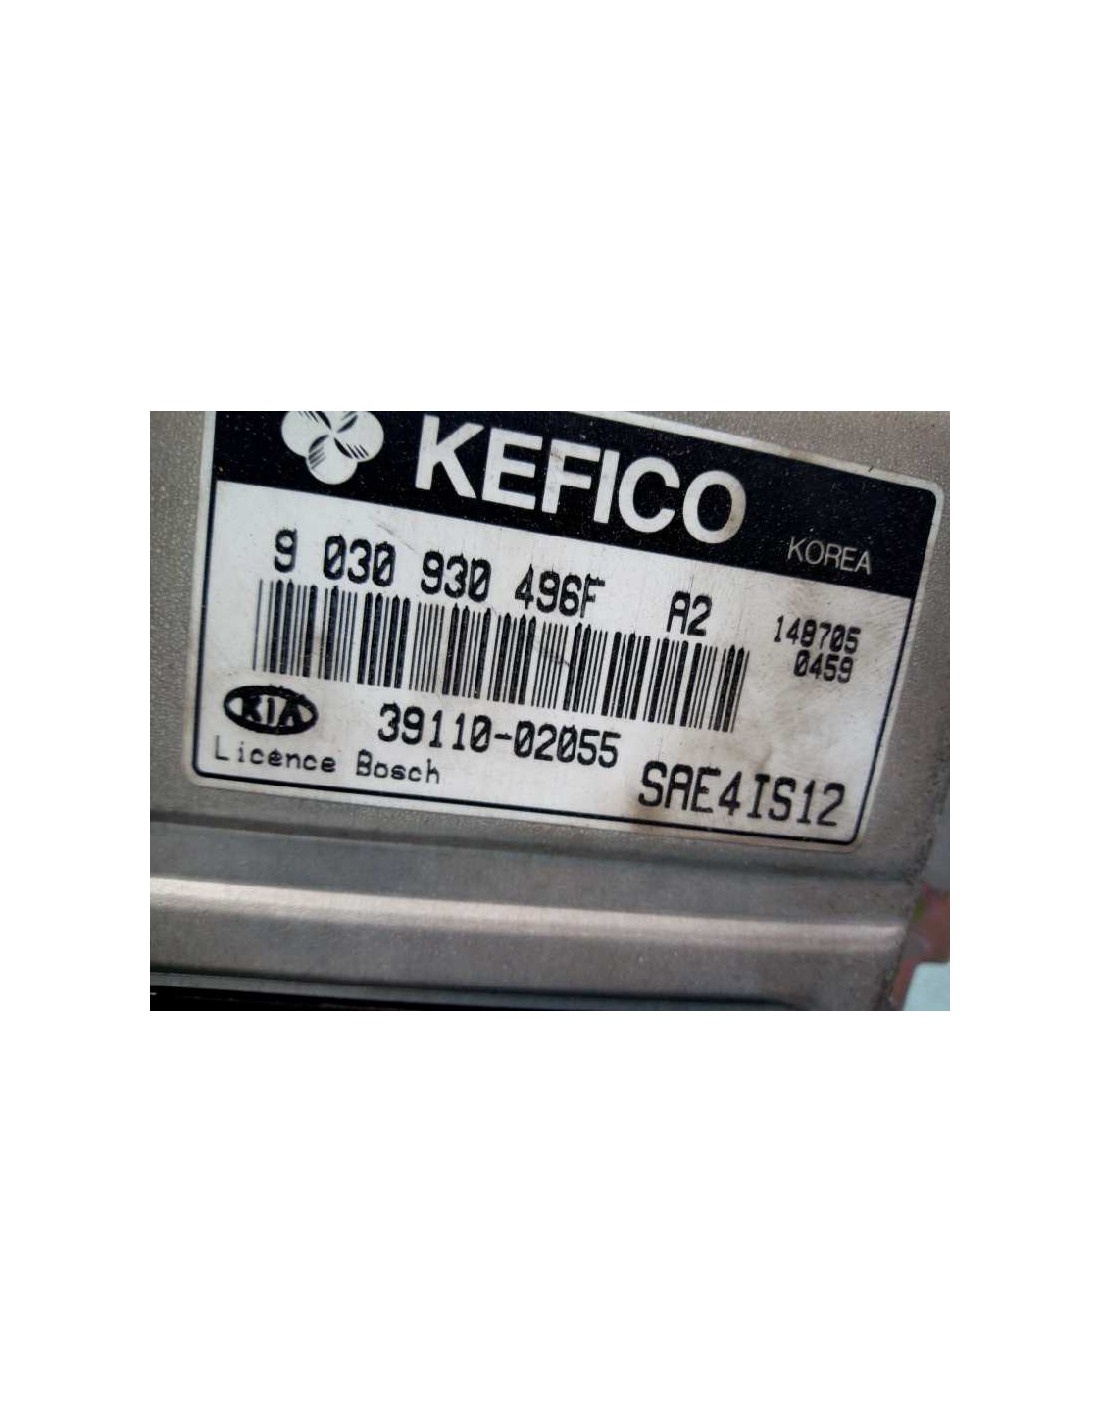 KEFICO
KOREA
9 030 930 496F A2
148705
0459
KIA
39110-02055
Licence Bosch
SAE4IS12